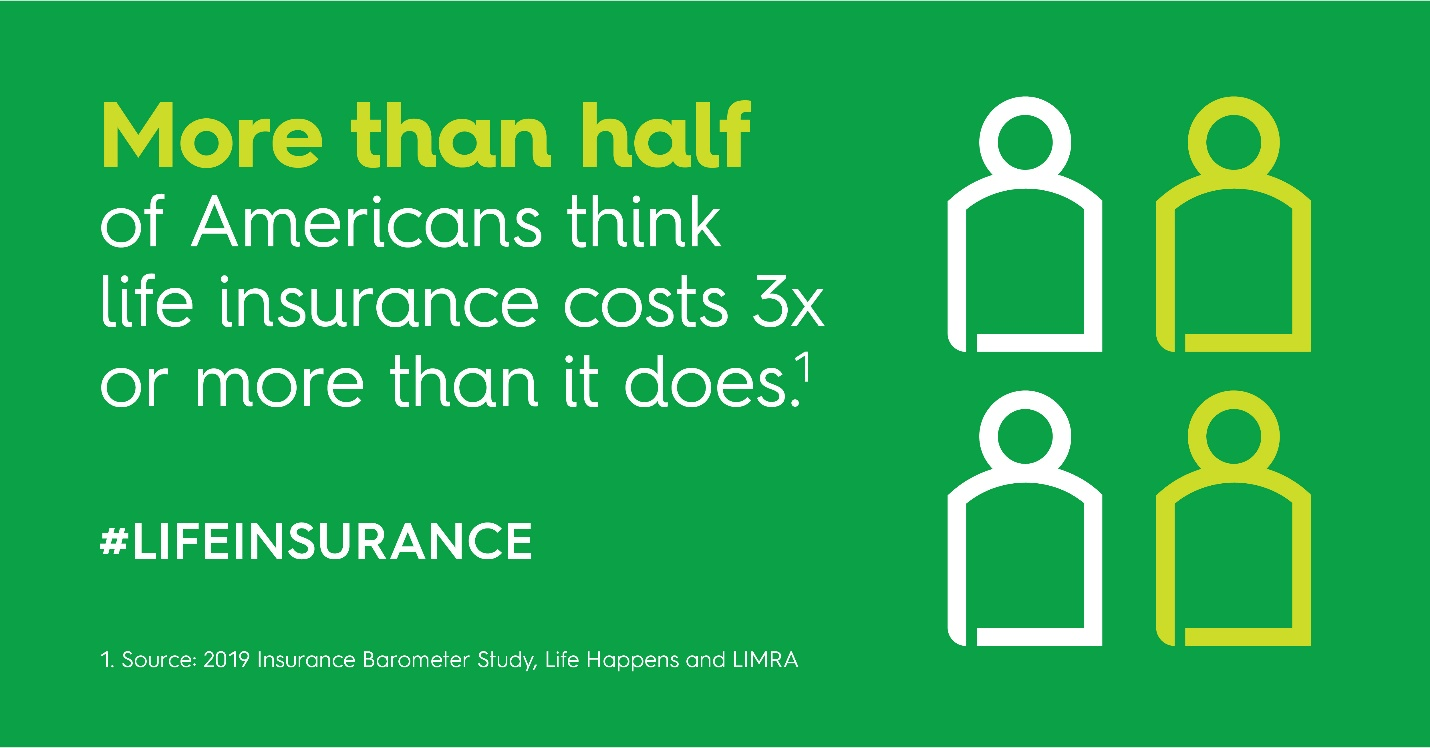 More than half
of Americans think
life insurance costs 3x
or more than it does.¹
#LIFEINSURANCE
1. Source: 2019 Insurance Barometer Study, Life Happens and LIMRA